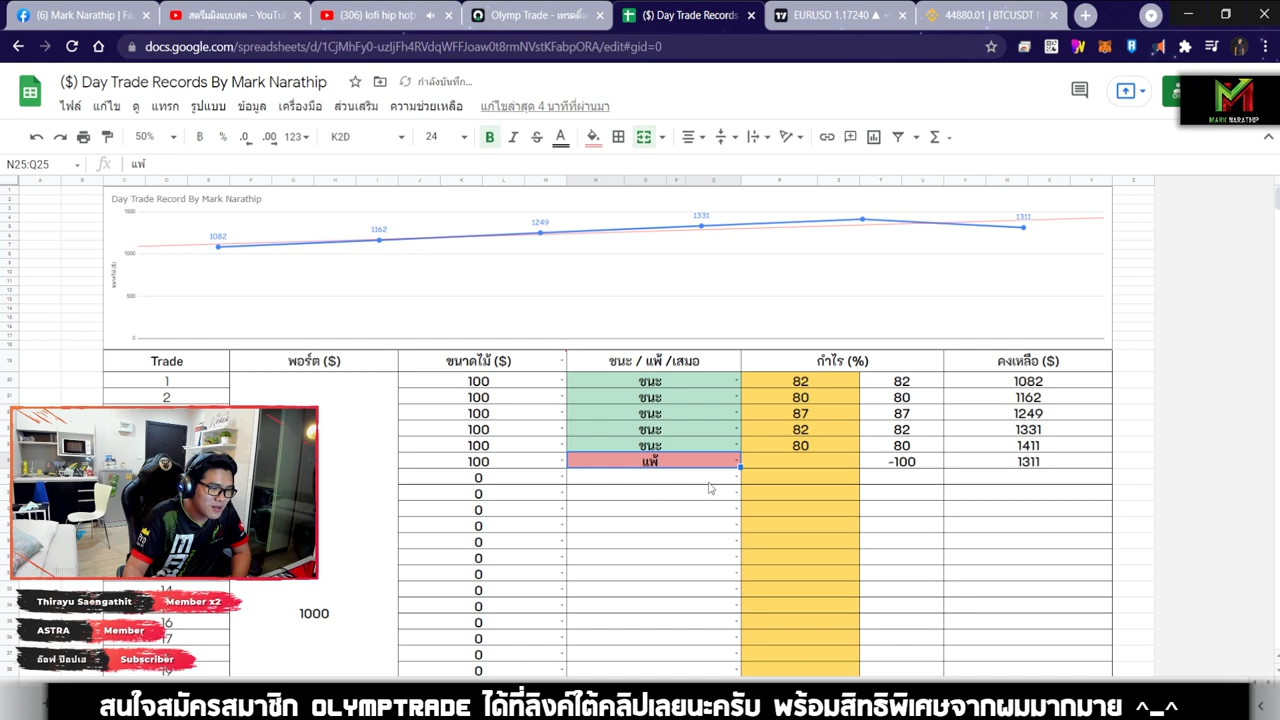 (6) Mark Narathip | Fa
สตรีมมิงแบบสด - YouTu
(306) lofi hip hop
Olymp Trade - เทรดดิ้ง
($) Day Trade Records
EURUSD 1.17240 ▲ +
44880.01 | BTCUSDT
docs.google.com/spreadsheets/d/1CjMhFy0-uzIjFh4RVdqWFFJoaw0t8rmNVstKFabpORA/edit#gid=0
($) Day Trade Records By Mark Narathip
กำลังบันทึก...
ไฟล์ แก้ไข ดู แทรก รูปแบบ ข้อมูล เครื่องมือ ส่วนเสริม ความช่วยเหลือ แก้ไขล่าสุด 4 นาทีที่ผ่านมา
MARK NARATHIP
50% ฿ % .0 .00 123 K2D 24 B I S A
N25:Q25 fx แพ้
Day Trade Record By Mark Narathip
1500
1000
500
0
1082 1162 1249 1331 1311
Trade พอร์ต ($) ขนาดไม้ ($) ชนะ / แพ้ /เสมอ กำไร (%) คงเหลือ ($)
1 100 ชนะ 82 82 1082
2 100 ชนะ 80 80 1162
100 ชนะ 87 87 1249
100 ชนะ 82 82 1331
100 ชนะ 80 80 1411
100 แพ้ -100 1311
0
0
0
0
0
0
0
0
0
0
0
0
0
1000
14
16
17
19
Thirayu Saengathit Member x2
ASTRA Member
อ๊อฟ ป๊อปเอ Subscriber
สนใจสมัครสมาชิก OLYMPTRADE ได้ที่ลิงค์ใต้คลิปเลยนะครับ พร้อมสิทธิพิเศษจากผมมากมาย ^_^